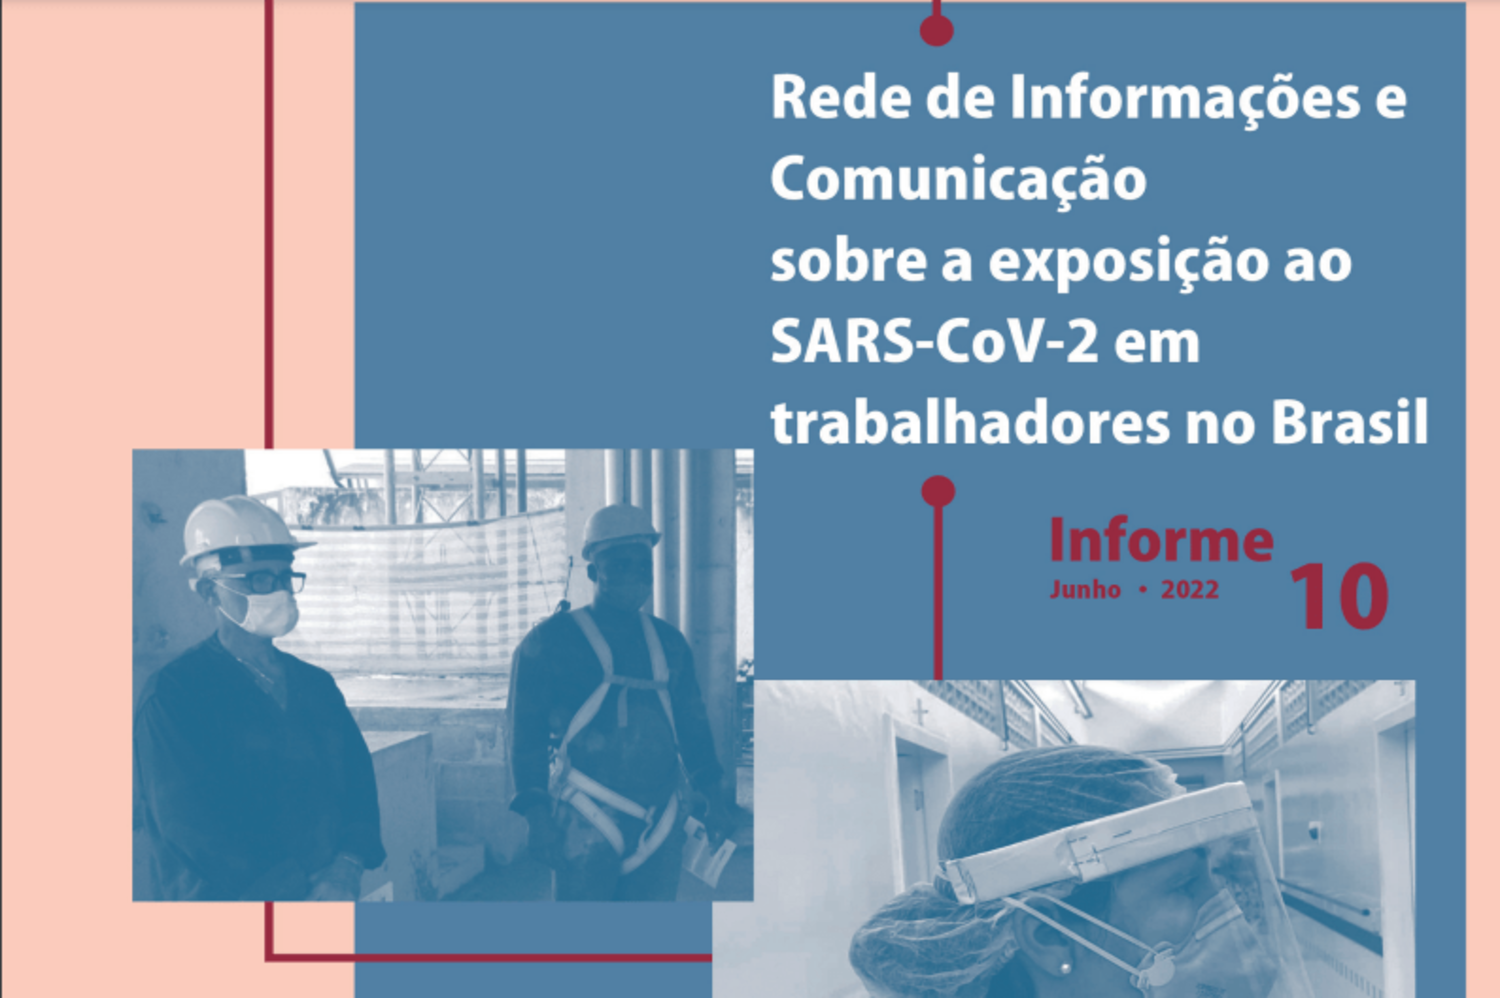 Rede de Informações e
Comunicação
sobre a exposição ao
SARS-CoV-2 em
trabalhadores no Brasil
Informe
Junho • 2022
10